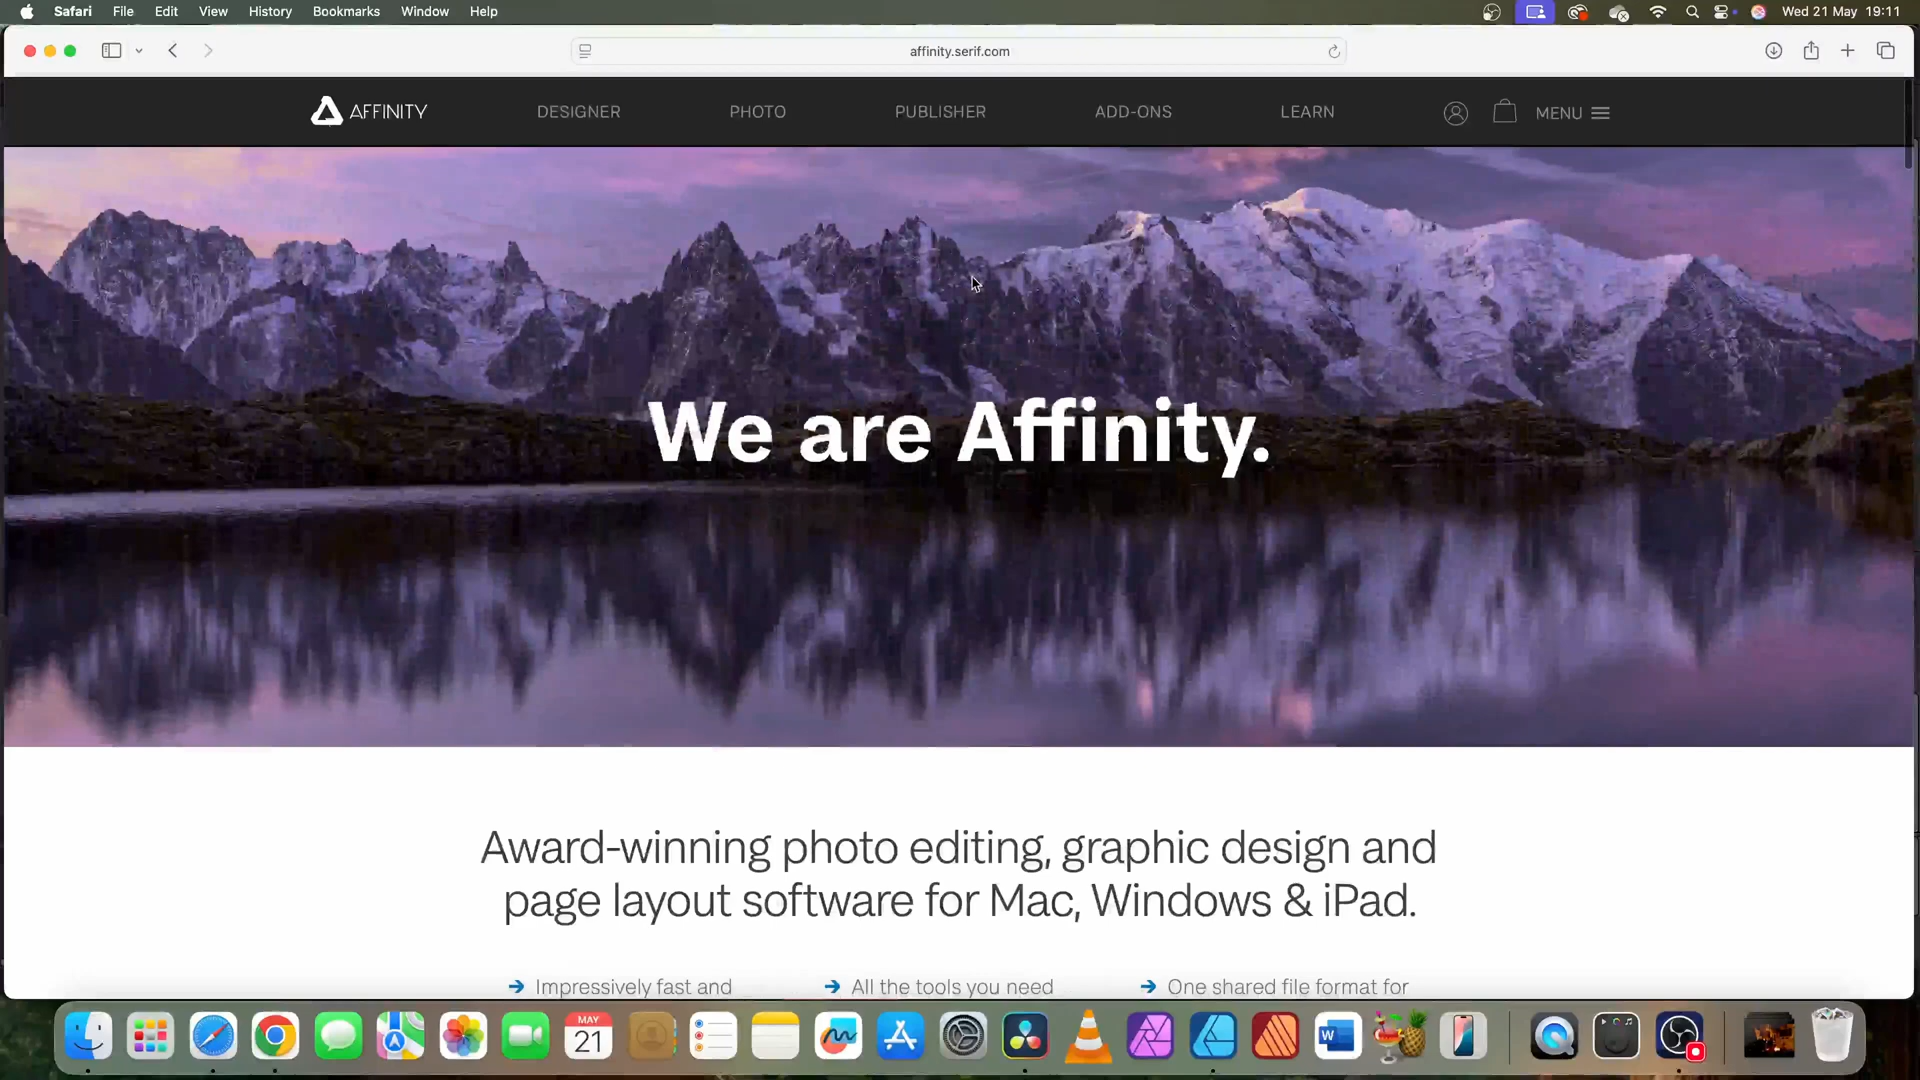 Safari File Edit View History Bookmarks Window Help Wed 21 May 19:11
affinity.serif.com
AFFINITY DESIGNER PHOTO PUBLISHER ADD-ONS LEARN MENU
We are Affinity.
Award-winning photo editing, graphic design and
page layout software for Mac, Windows & iPad.
Impressively fast and All the tools you need One shared file format for
MAY
21
W